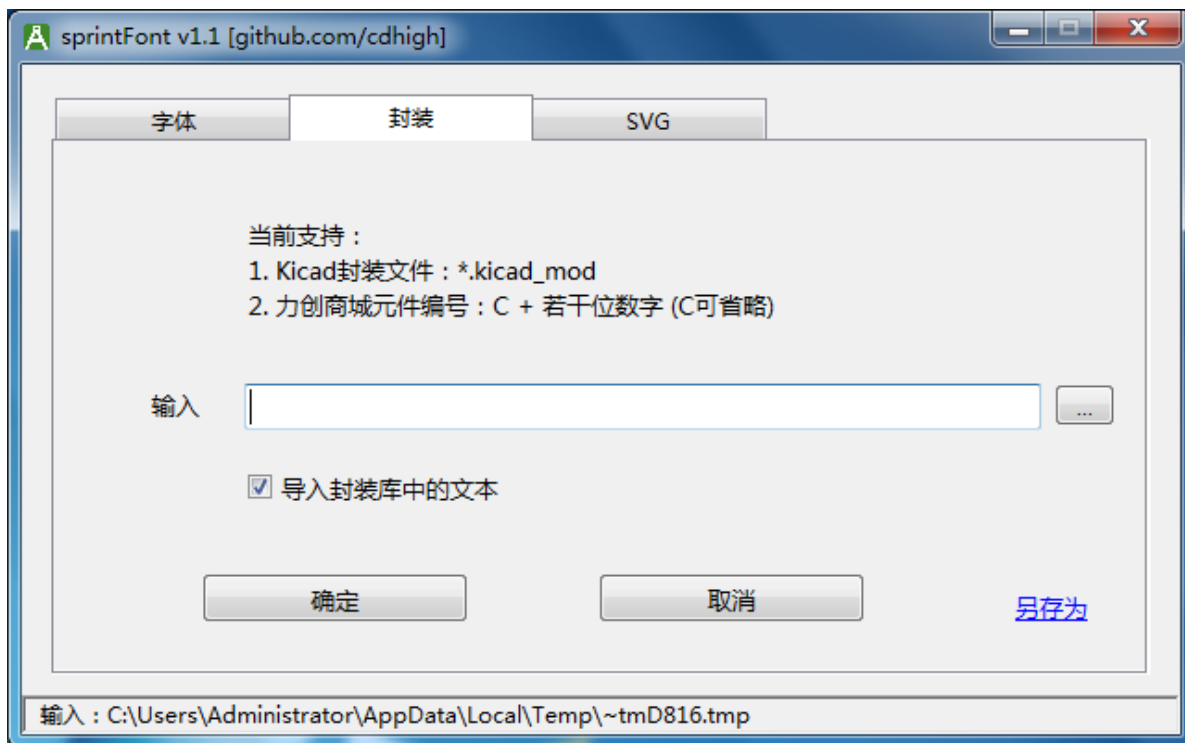 sprintFont v1.1 [github.com/cdhigh]
字体
封装
SVG
当前支持：
1. Kicad封装文件：*.kicad_mod
2. 力创商城元件编号：C + 若干位数字 (C可省略)
输入
...
导入封装库中的文本
确定
取消
另存为
输入：C:\Users\Administrator\AppData\Local\Temp\~tmD816.tmp